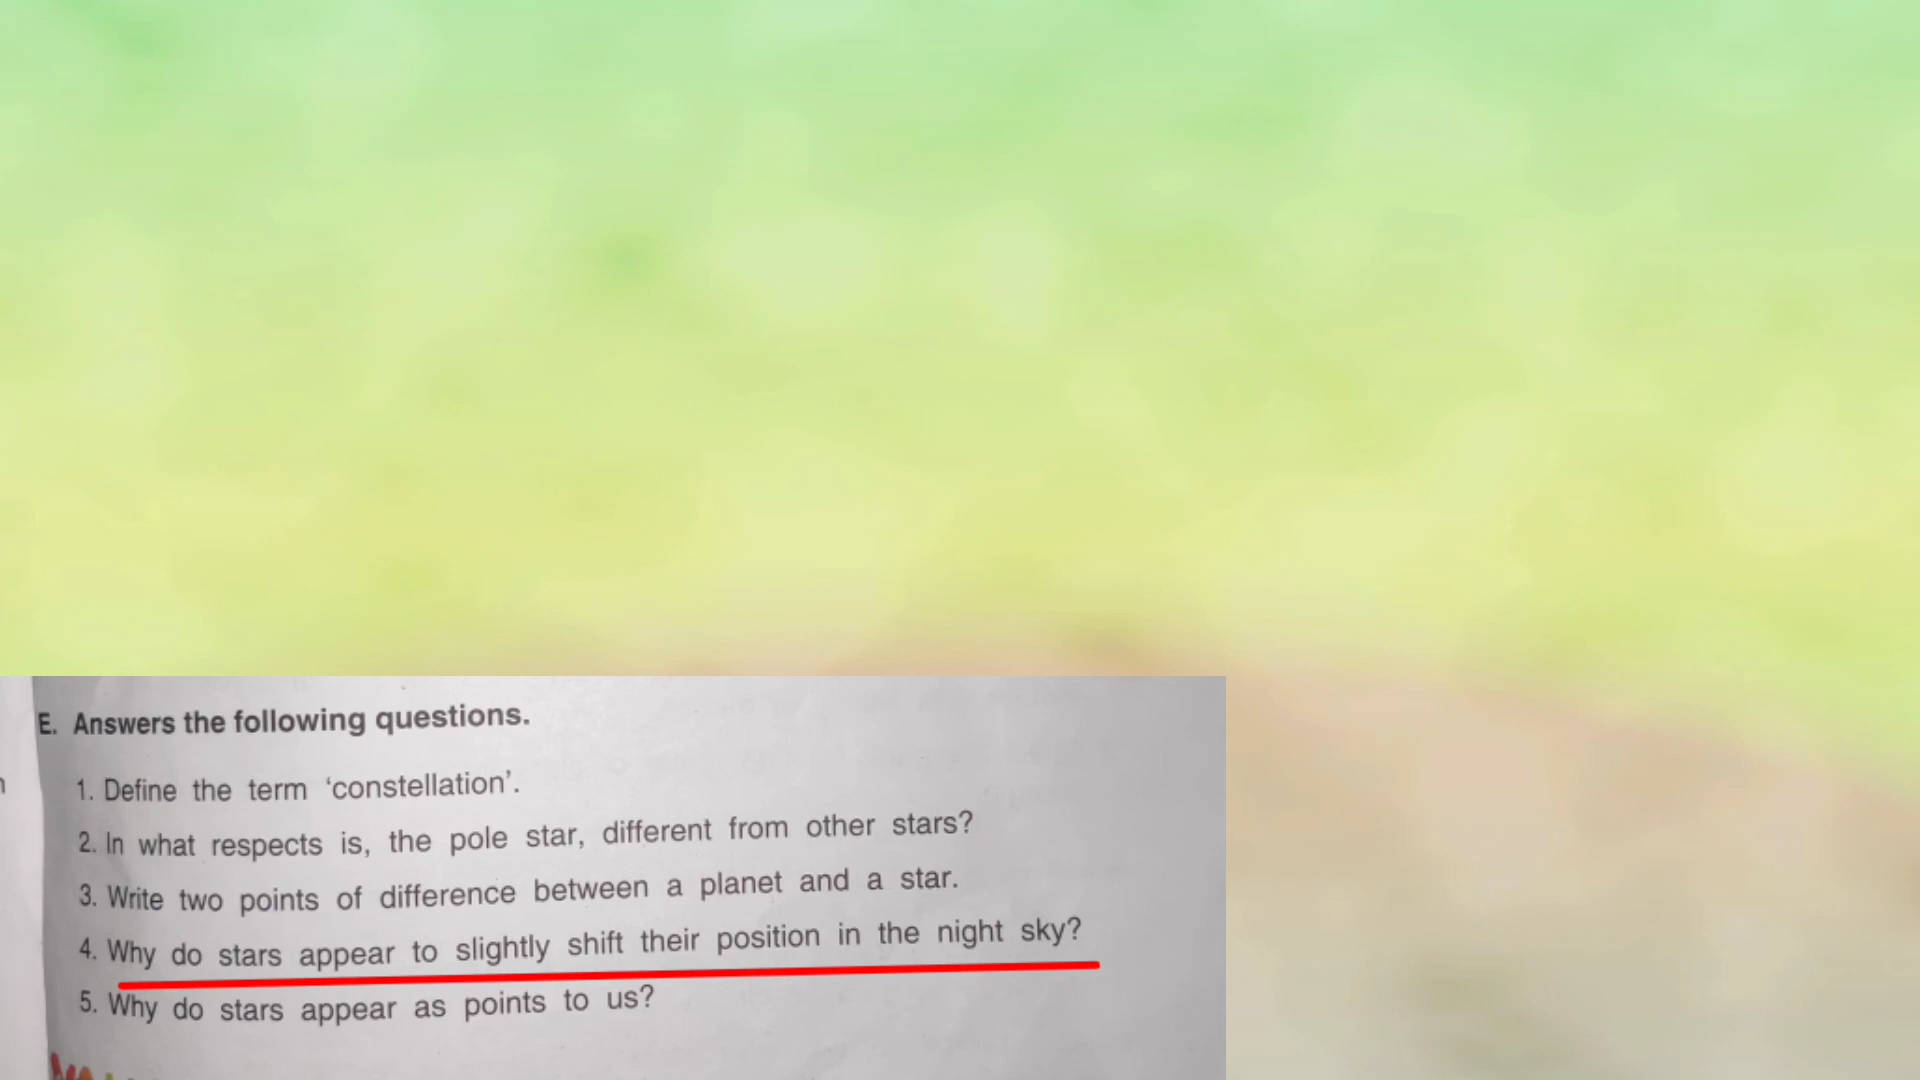 E. Answers the following questions.
1. Define the term ‘constellation’.
2. In what respects is, the pole star, different from other stars?
3. Write two points of difference between a planet and a star.
4. Why do stars appear to slightly shift their position in the night sky?
5. Why do stars appear as points to us?